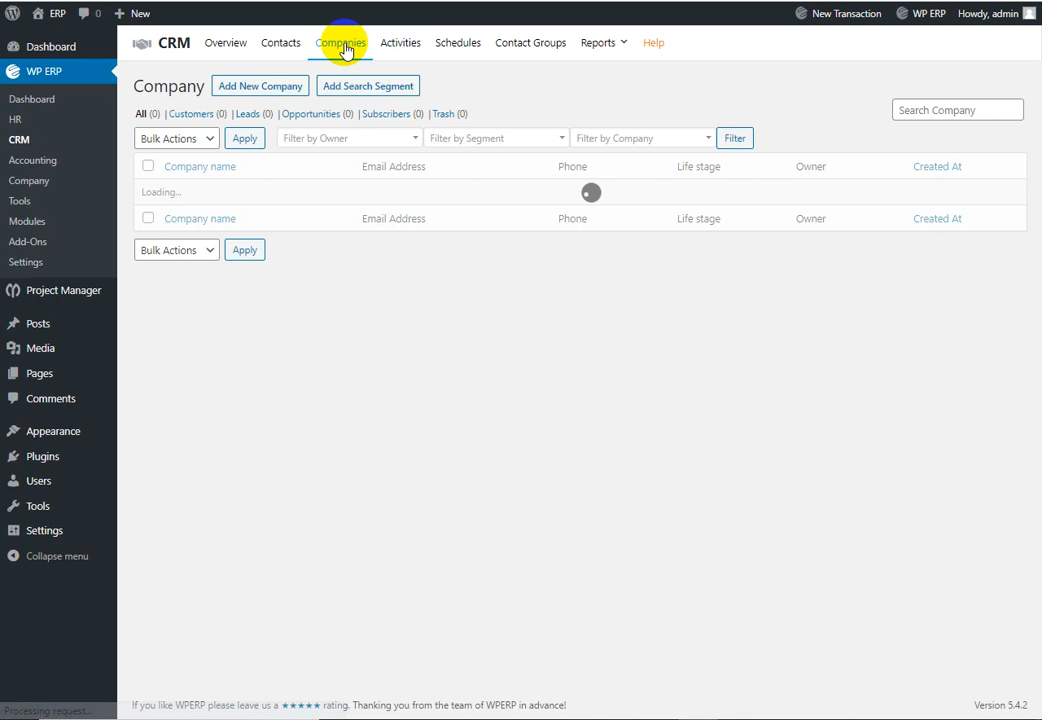 ERP 0 New New Transaction WP ERP Howdy, admin
Dashboard
WP ERP
Dashboard
HR
CRM
Accounting
Company
Tools
Modules
Add-Ons
Settings
Project Manager
Posts
Media
Pages
Comments
Appearance
Plugins
Users
Tools
Settings
Collapse menu
Processing request...
CRM Overview Contacts Companies Activities Schedules Contact Groups Reports Help
Company Add New Company Add Search Segment
All (0) | Customers (0) | Leads (0) | Opportunities (0) | Subscribers (0) | Trash (0)
Search Company
Bulk Actions Apply Filter by Owner Filter by Segment Filter by Company Filter
Company name Email Address Phone Life stage Owner Created At
Loading...
Company name Email Address Phone Life stage Owner Created At
Bulk Actions Apply
If you like WPERP please leave us a ★★★★★ rating. Thanking you from the team of WPERP in advance! Version 5.4.2